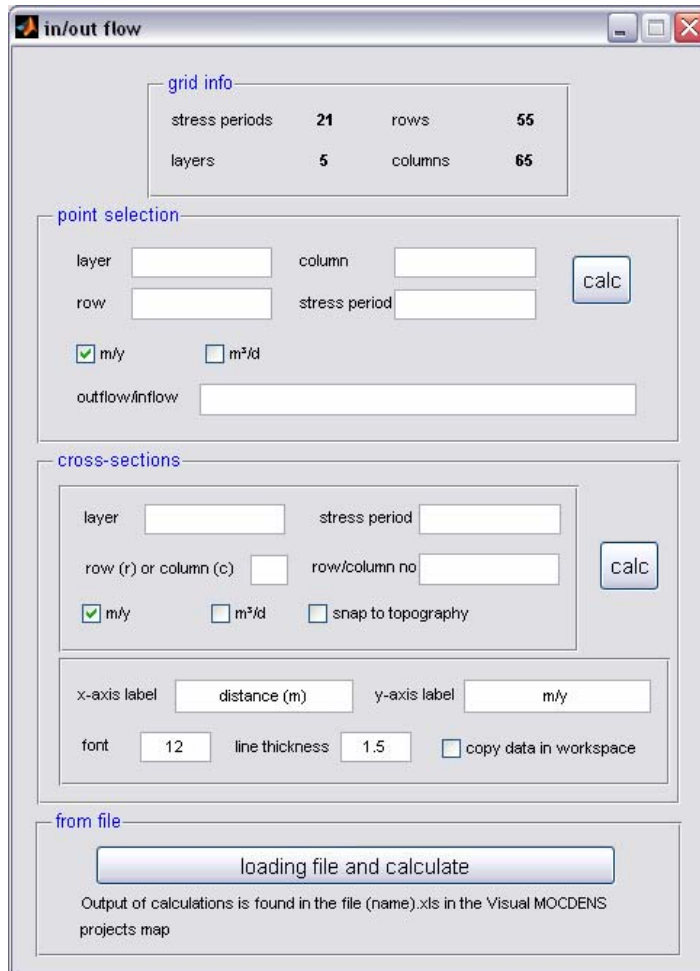 in/out flow
grid info
stress periods 21 rows 55
layers 5 columns 65
point selection
layer column
calc
row stress period
m/y m³/d
outflow/inflow
cross-sections
layer stress period
row (r) or column (c) row/column no
calc
m/y m³/d snap to topography
x-axis label distance (m) y-axis label m/y
font 12 line thickness 1.5 copy data in workspace
from file
loading file and calculate
Output of calculations is found in the file (name).xls in the Visual MOCDENS
projects map